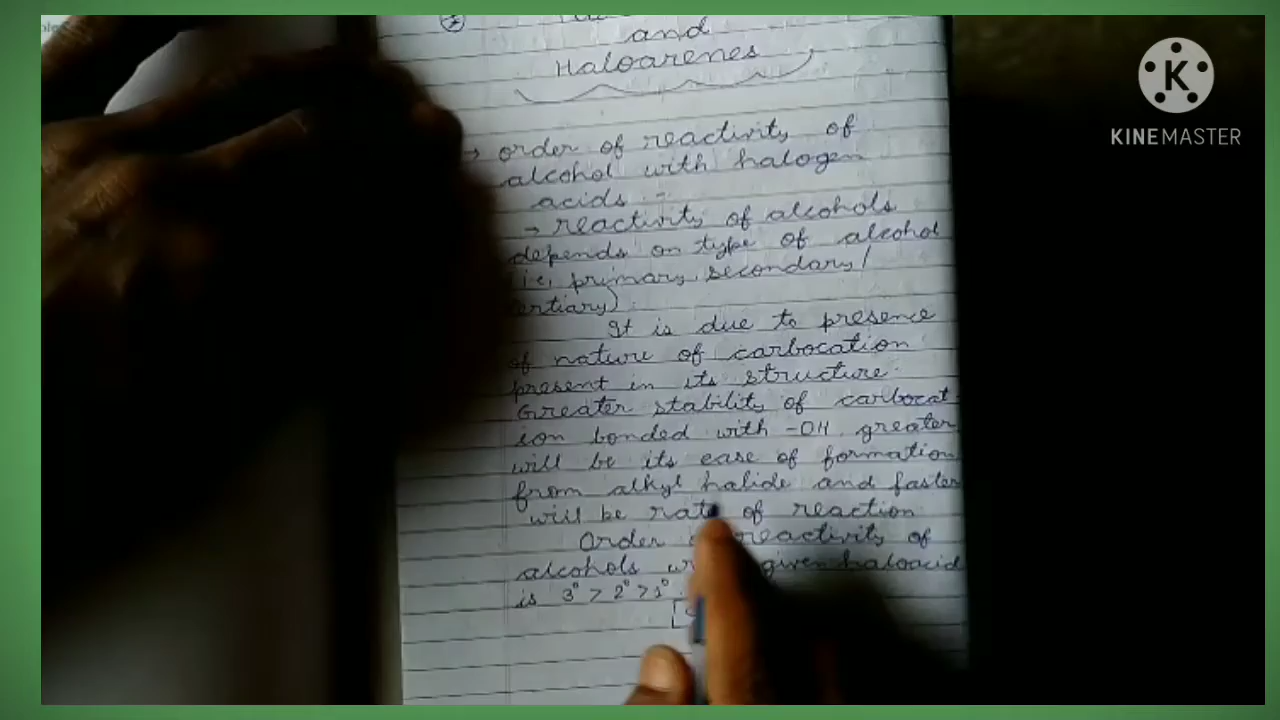 and
Haloarenes
→ order of reactivity of
alcohol with halogen
acids :-
→ reactivity of alcohols
depends on type of alcohol
i.e, primary, secondary/
ertiary).
It is due to presence
of nature of carbocation
present in its structure.
Greater stability of carbocat
ion bonded with -OH greater
will be its ease of formation
from alkyl halide and faster
will be rate of reaction
Order reactivity of
alcohols given haloacid
is 3° > 2° > 1°.
K
KINEMASTER